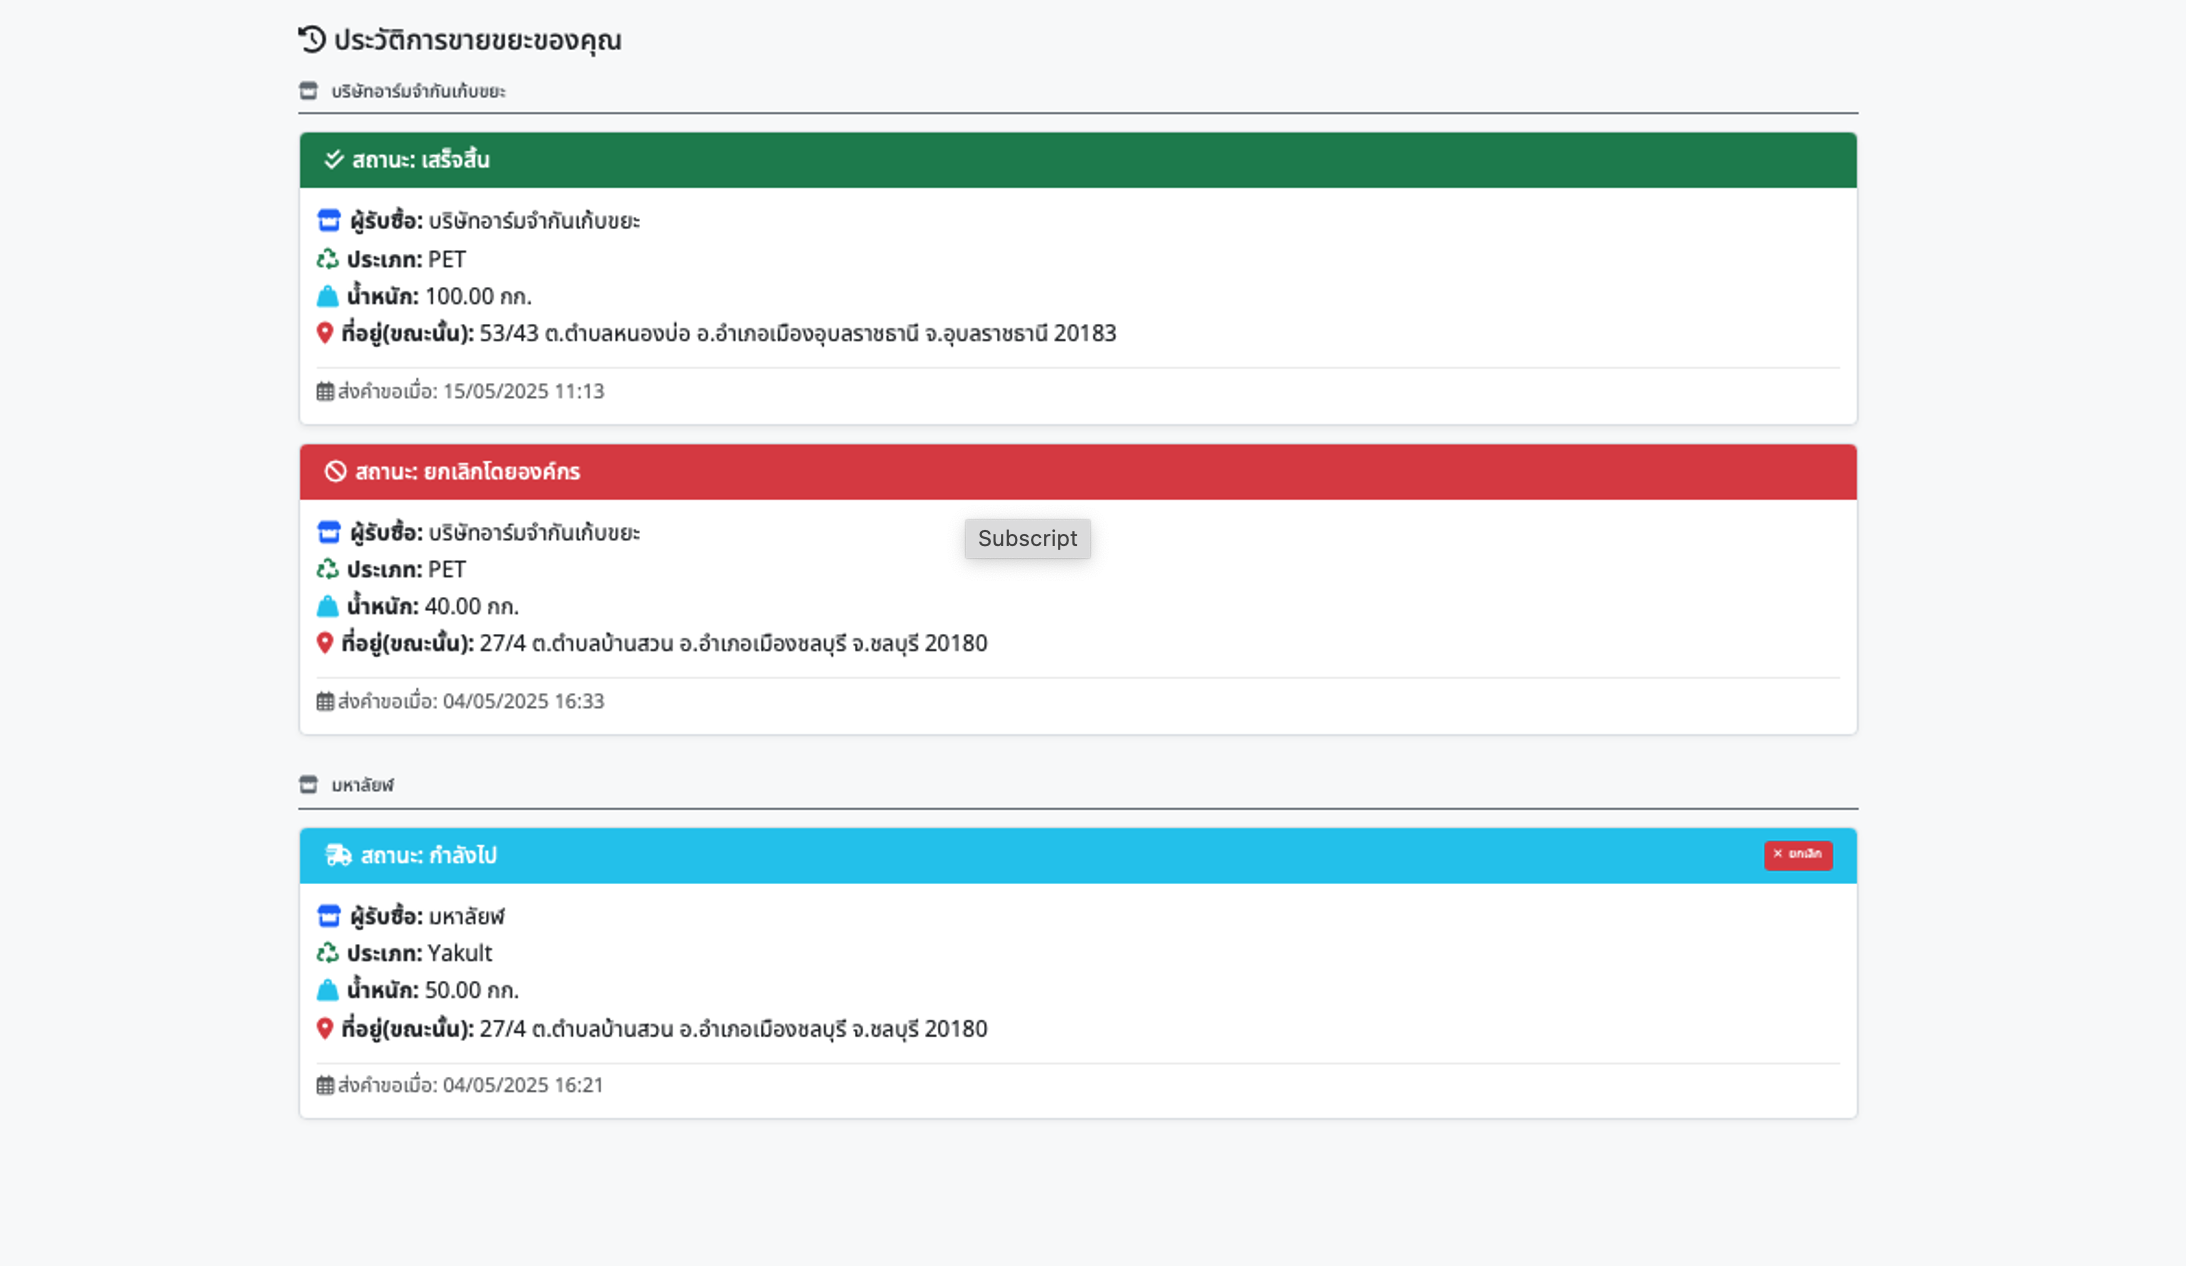 ประวัติการขายขยะของคุณ
บริษัทอาร์มจำกันเก้บขยะ
สถานะ: เสร็จสิ้น
ผู้รับซื้อ: บริษัทอาร์มจำกันเก้บขยะ
ประเภท: PET
น้ำหนัก: 100.00 กก.
ที่อยู่(ขณะนั้น): 53/43 ต.ตำบลหนองบ่อ อ.อำเภอเมืองอุบลราชธานี จ.อุบลราชธานี 20183
ส่งคำขอเมื่อ: 15/05/2025 11:13
สถานะ: ยกเลิกโดยองค์กร
ผู้รับซื้อ: บริษัทอาร์มจำกันเก้บขยะ
Subscript
ประเภท: PET
น้ำหนัก: 40.00 กก.
ที่อยู่(ขณะนั้น): 27/4 ต.ตำบลบ้านสวน อ.อำเภอเมืองชลบุรี จ.ชลบุรี 20180
ส่งคำขอเมื่อ: 04/05/2025 16:33
มหาลัยฬ
สถานะ: กำลังไป
× ยกเลิก
ผู้รับซื้อ: มหาลัยฬ
ประเภท: Yakult
น้ำหนัก: 50.00 กก.
ที่อยู่(ขณะนั้น): 27/4 ต.ตำบลบ้านสวน อ.อำเภอเมืองชลบุรี จ.ชลบุรี 20180
ส่งคำขอเมื่อ: 04/05/2025 16:21